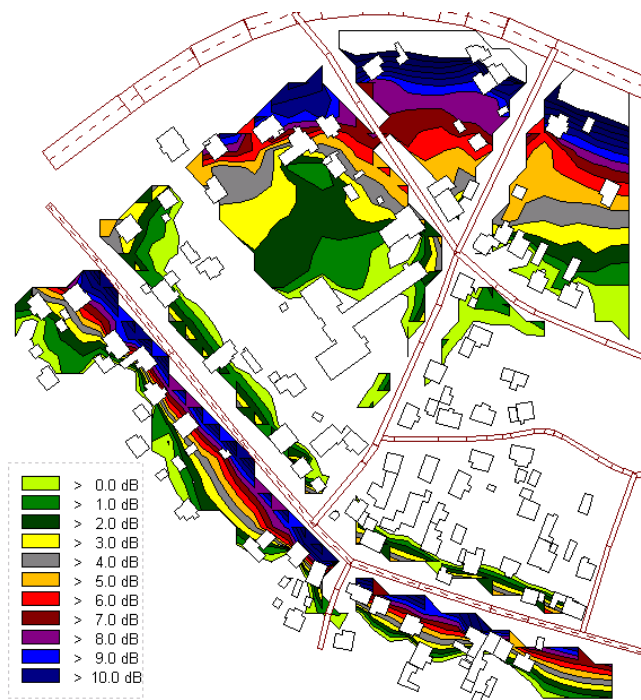 > 0.0 dB
> 1.0 dB
> 2.0 dB
> 3.0 dB
> 4.0 dB
> 5.0 dB
> 6.0 dB
> 7.0 dB
> 8.0 dB
> 9.0 dB
> 10.0 dB